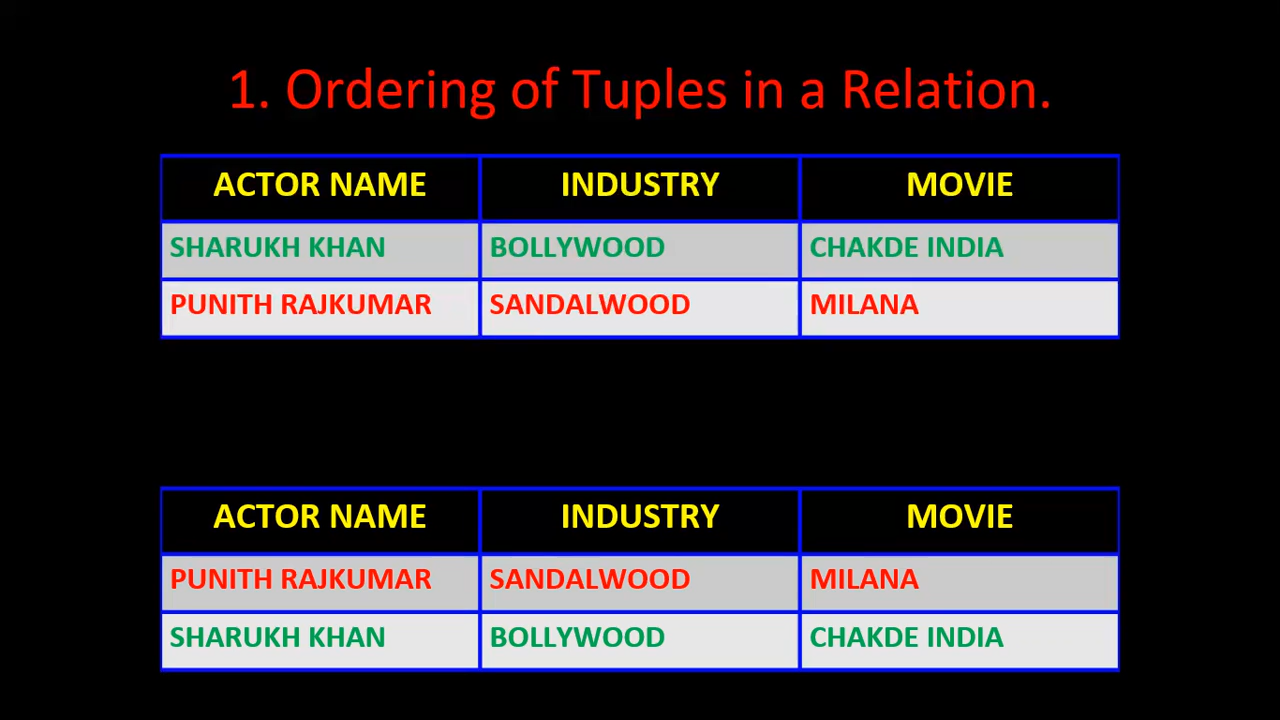 1. Ordering of Tuples in a Relation.
ACTOR NAME INDUSTRY MOVIE
SHARUKH KHAN BOLLYWOOD CHAKDE INDIA
PUNITH RAJKUMAR SANDALWOOD MILANA
ACTOR NAME INDUSTRY MOVIE
PUNITH RAJKUMAR SANDALWOOD MILANA
SHARUKH KHAN BOLLYWOOD CHAKDE INDIA